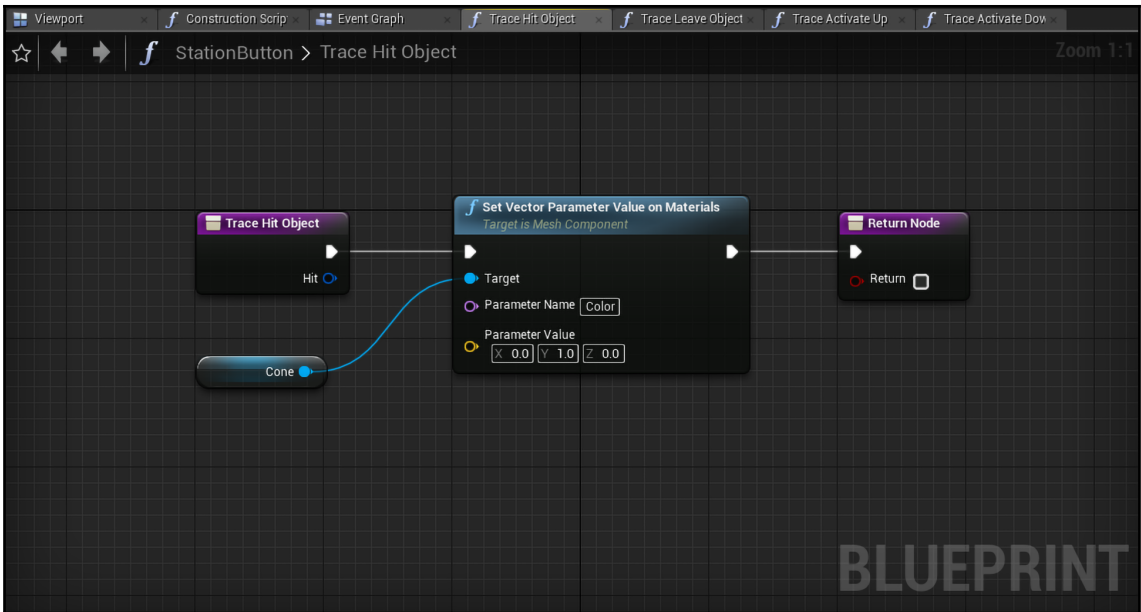 Viewport
Construction Scrip
Event Graph
Trace Hit Object
Trace Leave Object
Trace Activate Up
Trace Activate Dow
StationButton > Trace Hit Object
Zoom 1:1
Trace Hit Object
Hit
Cone
Set Vector Parameter Value on Materials
Target is Mesh Component
Target
Parameter Name Color
Parameter Value
X 0.0 Y 1.0 Z 0.0
Return Node
Return
BLUEPRINT